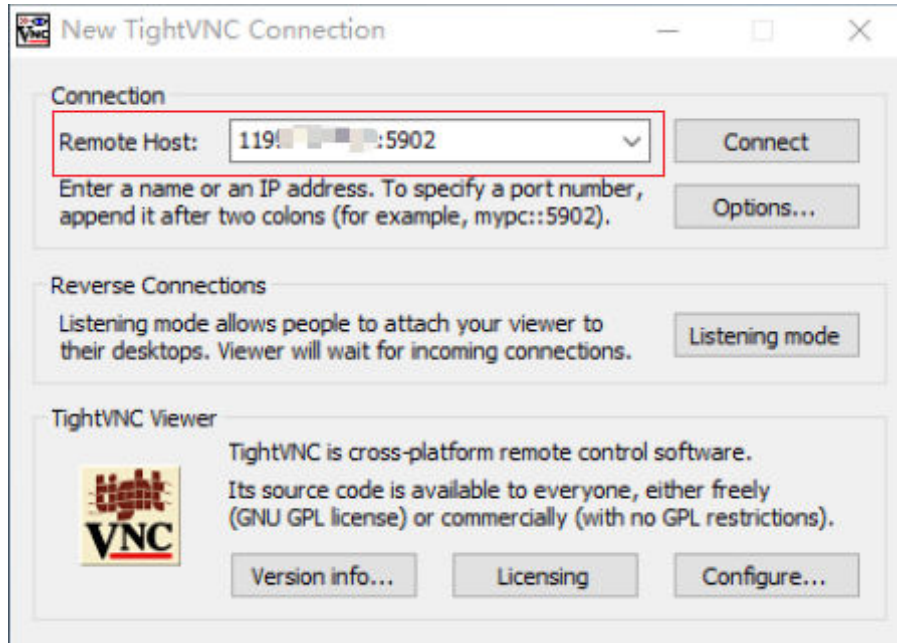 New TightVNC Connection
Connection
Remote Host:
119 :5902
Connect
Enter a name or an IP address. To specify a port number,
append it after two colons (for example, mypc::5902).
Options...
Reverse Connections
Listening mode allows people to attach your viewer to
their desktops. Viewer will wait for incoming connections.
Listening mode
TightVNC Viewer
TightVNC is cross-platform remote control software.
Its source code is available to everyone, either freely
(GNU GPL license) or commercially (with no GPL restrictions).
tight
VNC
Version info...
Licensing
Configure...